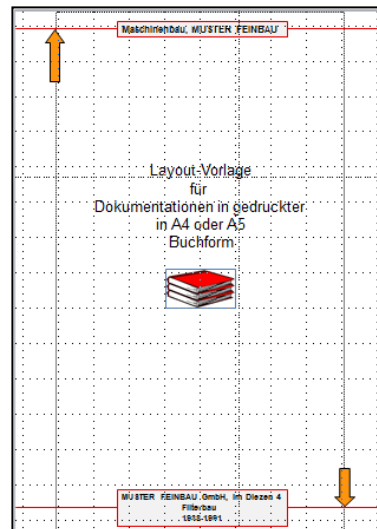 Maschinenbau, MUSTER FEINBAU
Layout-Vorlage
für
Dokumentationen in gedruckter
in A4 oder A5
Buchform
MUSTER FEINBAU GmbH, Im Diezen 4
Filterbau